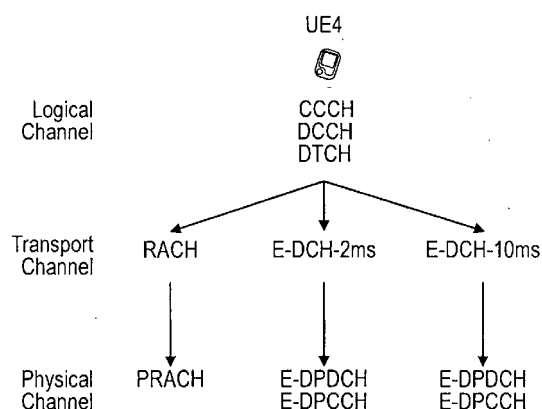 UE4
Logical
Channel
CCCH
DCCH
DTCH
Transport
Channel
RACH
E-DCH-2ms
E-DCH-10ms
Physical
Channel
PRACH
E-DPDCH
E-DPCCH
E-DPDCH
E-DPCCH